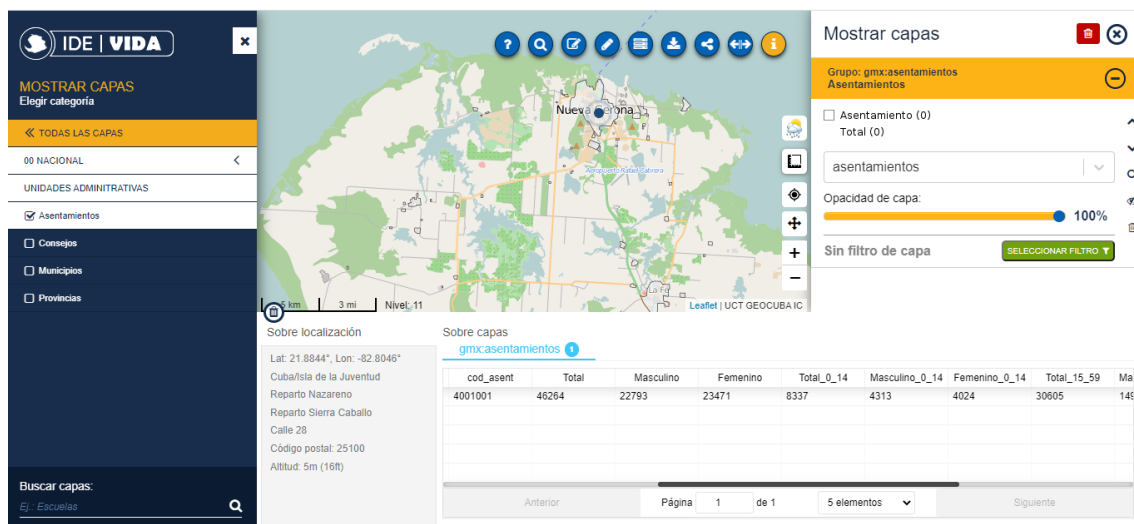 IDE | VIDA
MOSTRAR CAPAS
Elegir categoría
TODAS LAS CAPAS
00 NACIONAL
UNIDADES ADMINITRATIVAS
Asentamientos
Consejos
Municipios
Provincias
Buscar capas:
Ej.: Escuelas
Nueva Gerona
Aeropuerto Rafael Cabrera
La Fe
5 km
3 mi
Nivel: 11
Leaflet | UCT GEOCUBA IC
Mostrar capas
Grupo: gmx:asentamientos
Asentamientos
Asentamiento (0)
Total (0)
asentamientos
Opacidad de capa:
100%
Sin filtro de capa
SELECCIONAR FILTRO
Sobre localización
Lat: 21.8844°, Lon: -82.8046°
Cuba/Isla de la Juventud
Reparto Nazareno
Reparto Sierra Caballo
Calle 28
Código postal: 25100
Altitud: 5m (16ft)
Sobre capas
gmx:asentamientos 1
cod_asent Total Masculino Femenino Total_0_14 Masculino_0_14 Femenino_0_14 Total_15_59 Ma
4001001 46264 22793 23471 8337 4313 4024 30605 149
Anterior Página 1 de 1 5 elementos Siguiente